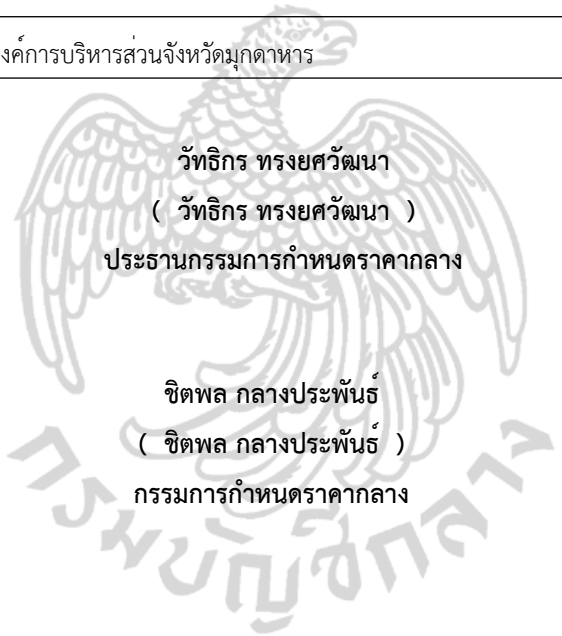 งค์การบริหารส่วนจังหวัดมุกดาหาร
วัทธิกร ทรงยศวัฒนา
( วัทธิกร ทรงยศวัฒนา )
ประธานกรรมการกำหนดราคากลาง
ชิตพล กลางประพันธ์
( ชิตพล กลางประพันธ์ )
กรรมการกำหนดราคากลาง
กรมบัญชีกลาง